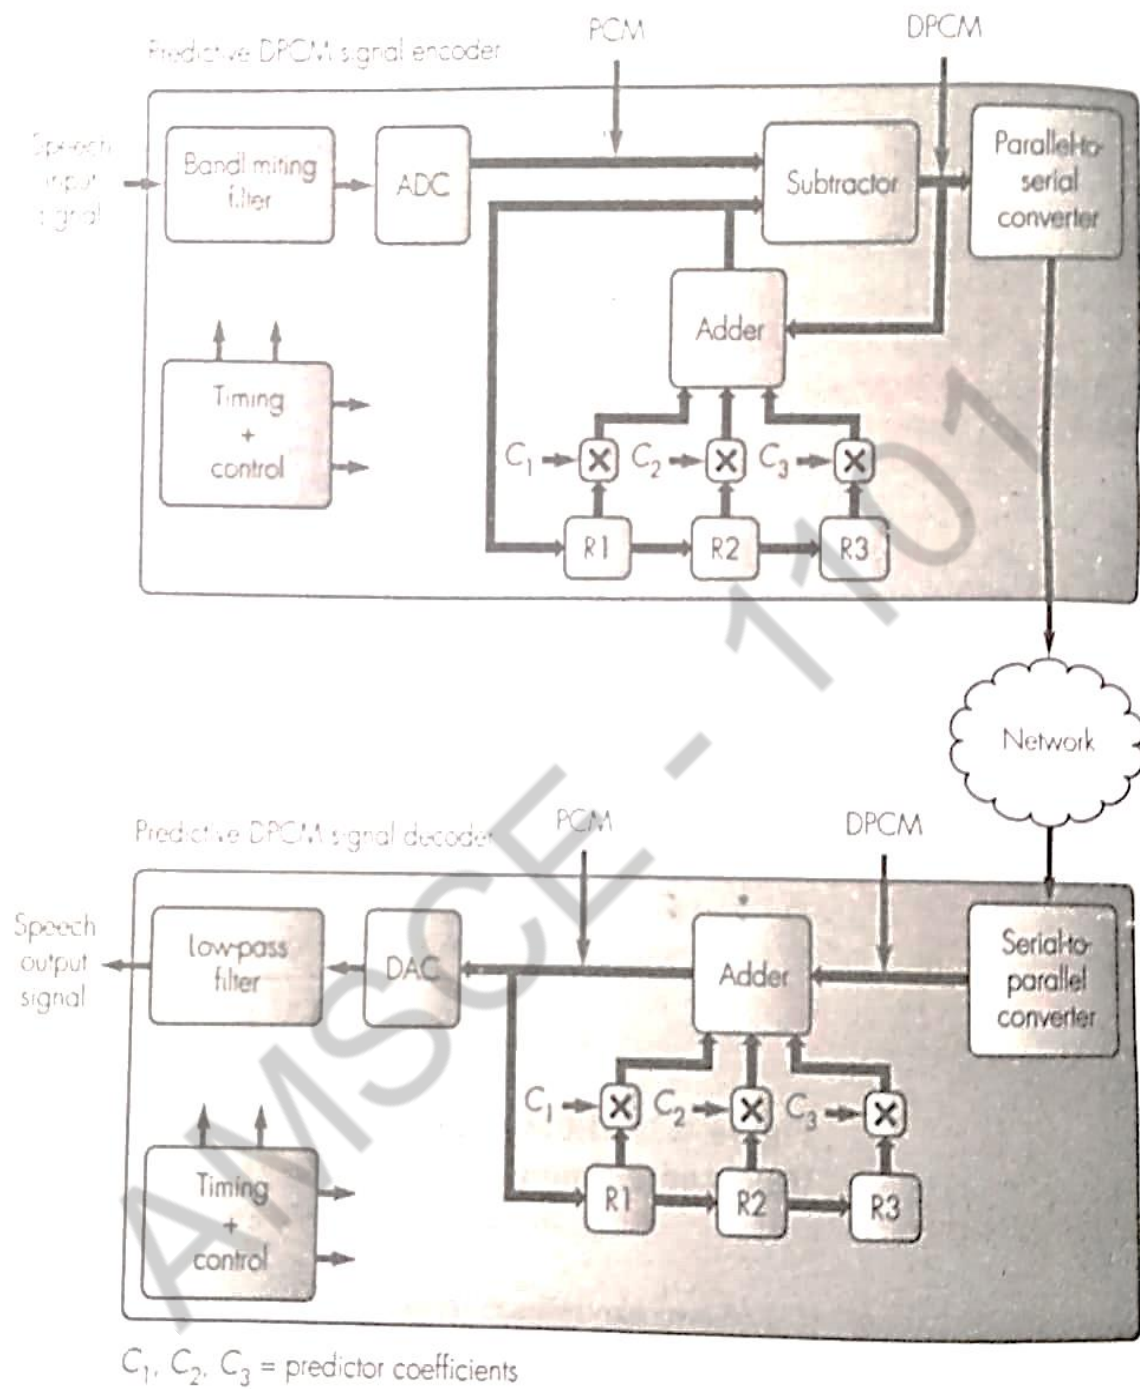 PCM
DPCM
Predictive DPCM signal encoder
Speech
input
signal
Bandlimiting
filter
ADC
Subtractor
Parallel-to-
serial
converter
Adder
Timing
+
control
C1
C2
C3
R1
R2
R3
Network
Predictive DPCM signal decoder
PCM
DPCM
Speech
output
signal
Low-pass
filter
DAC
Adder
Serial-to-
parallel
converter
C1
C2
C3
Timing
+
control
R1
R2
R3
C1, C2, C3 = predictor coefficients
AMSCE - 1101